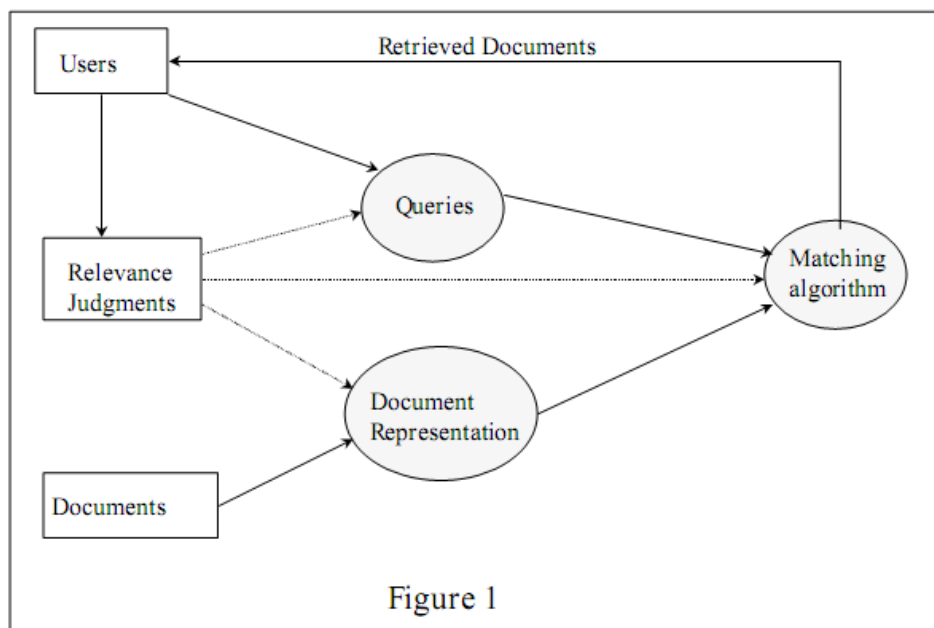 Retrieved Documents
Users
Queries
Matching
algorithm
Relevance
Judgments
Document
Representation
Documents
Figure 1